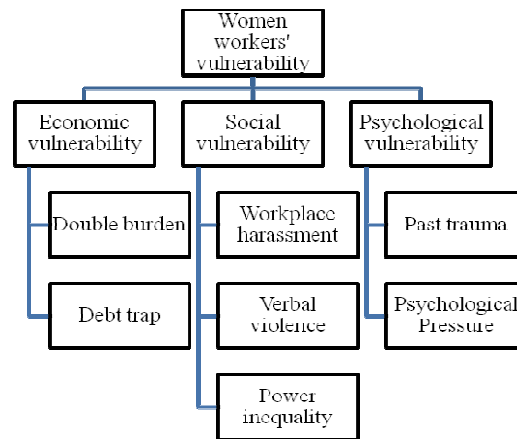 Women
workers'
vulnerability
Economic
vulnerability
Social
vulnerability
Psychological
vulnerability
Double burden
Debt trap
Workplace
harassment
Verbal
violence
Power
inequality
Past trauma
Psychological
Pressure